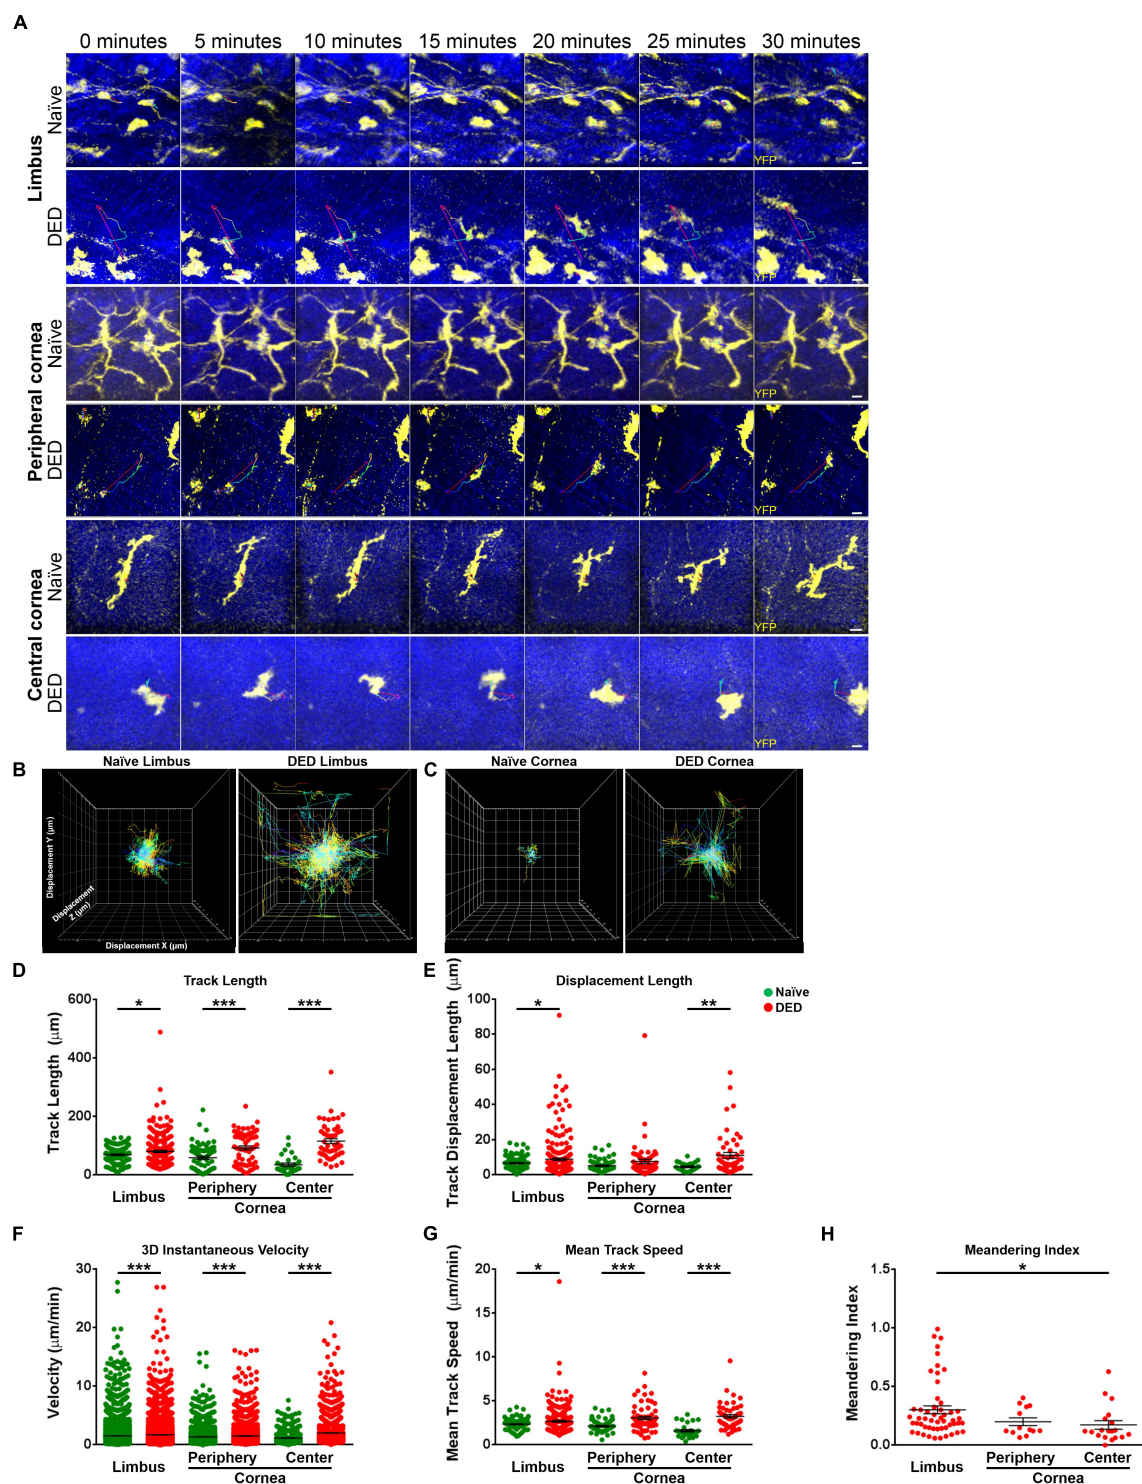 A
0 minutes 5 minutes 10 minutes 15 minutes 20 minutes 25 minutes 30 minutes
Limbus
Naïve
YFP
DED
YFP
Peripheral cornea
Naïve
YFP
DED
YFP
Central cornea
Naïve
YFP
DED
YFP
B
Naïve Limbus
DED Limbus
Displacement Y (µm)
Displacement
Z (µm)
Displacement X (µm)
C
Naïve Cornea
DED Cornea
D
Track Length
Track Length (µm)
600
400
200
0
* *** ***
Limbus Periphery Center
Cornea
E
Displacement Length
Track Displacement Length (µm)
100
80
60
40
20
0
* **
Naïve
DED
Limbus Periphery Center
Cornea
F
3D Instantaneous Velocity
Velocity (µm/min)
30
20
10
0
*** *** ***
Limbus Periphery Center
Cornea
G
Mean Track Speed
Mean Track Speed (µm/min)
20
15
10
5
0
* *** ***
Limbus Periphery Center
Cornea
H
Meandering Index
Meandering Index
1.5
1.0
0.5
0.0
*
Limbus Periphery Center
Cornea